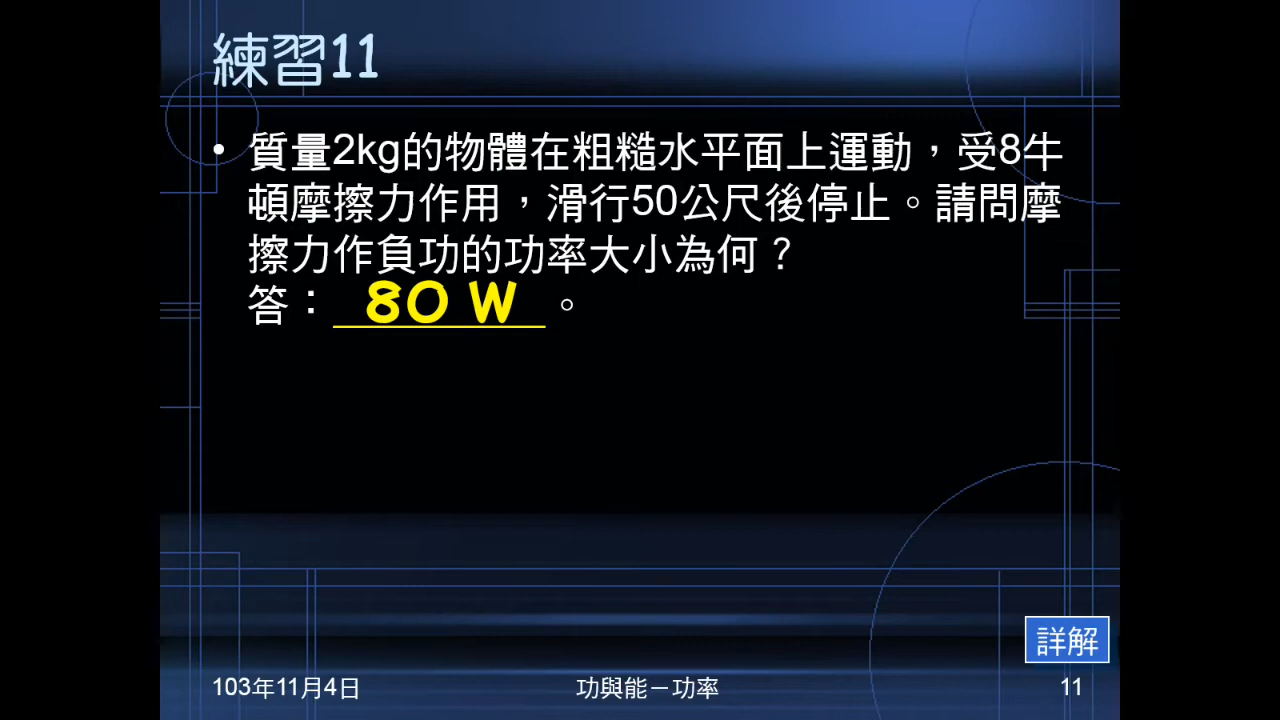 練習11
• 質量2kg的物體在粗糙水平面上運動，受8牛
頓摩擦力作用，滑行50公尺後停止。請問摩
擦力作負功的功率大小為何？
答：80 W。
詳解
103年11月4日
功與能－功率
11